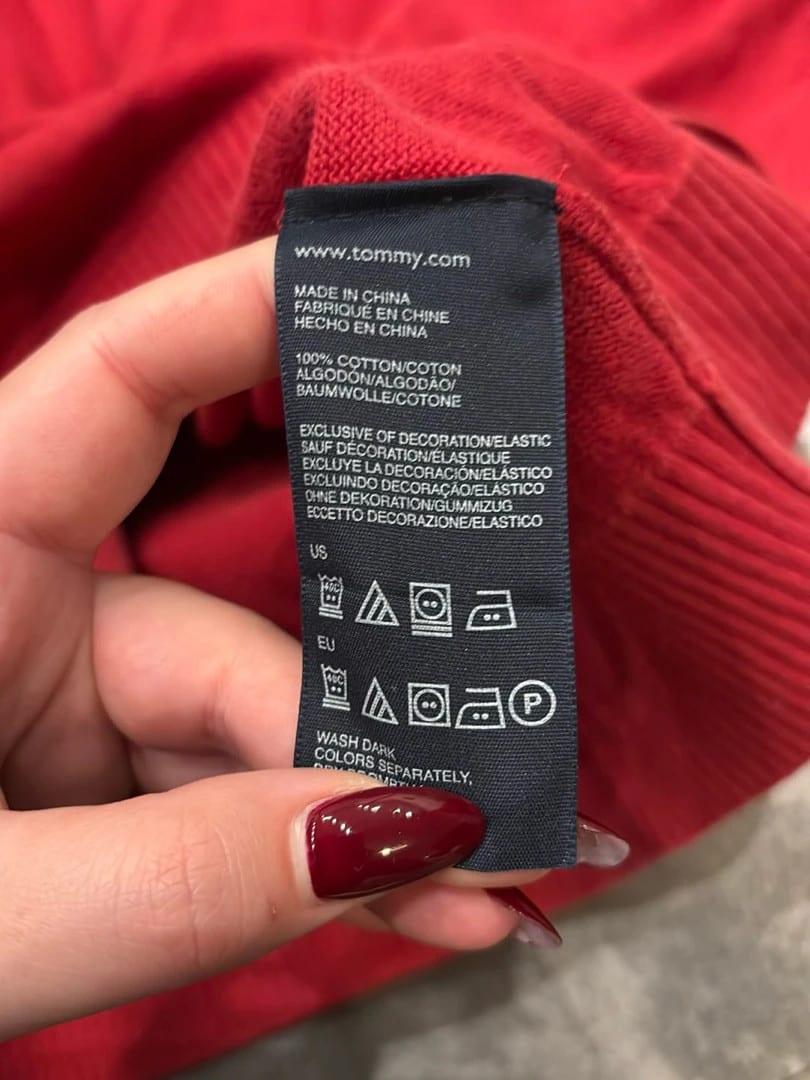 www.tommy.com
MADE IN CHINA
FABRIQUÉ EN CHINE
HECHO EN CHINA
100% COTTON/COTON
ALGODÓN/ALGODÃO/
BAUMWOLLE/COTONE
EXCLUSIVE OF DECORATION/ELASTIC
SAUF DÉCORATION/ÉLASTIQUE
EXCLUYE LA DECORACIÓN/ELÁSTICO
EXCLUINDO DECORAÇÃO/ELÁSTICO
OHNE DEKORATION/GUMMIZUG
ECCETTO DECORAZIONE/ELASTICO
US
40C
EU
40C
P
WASH DARK
COLORS SEPARATELY,